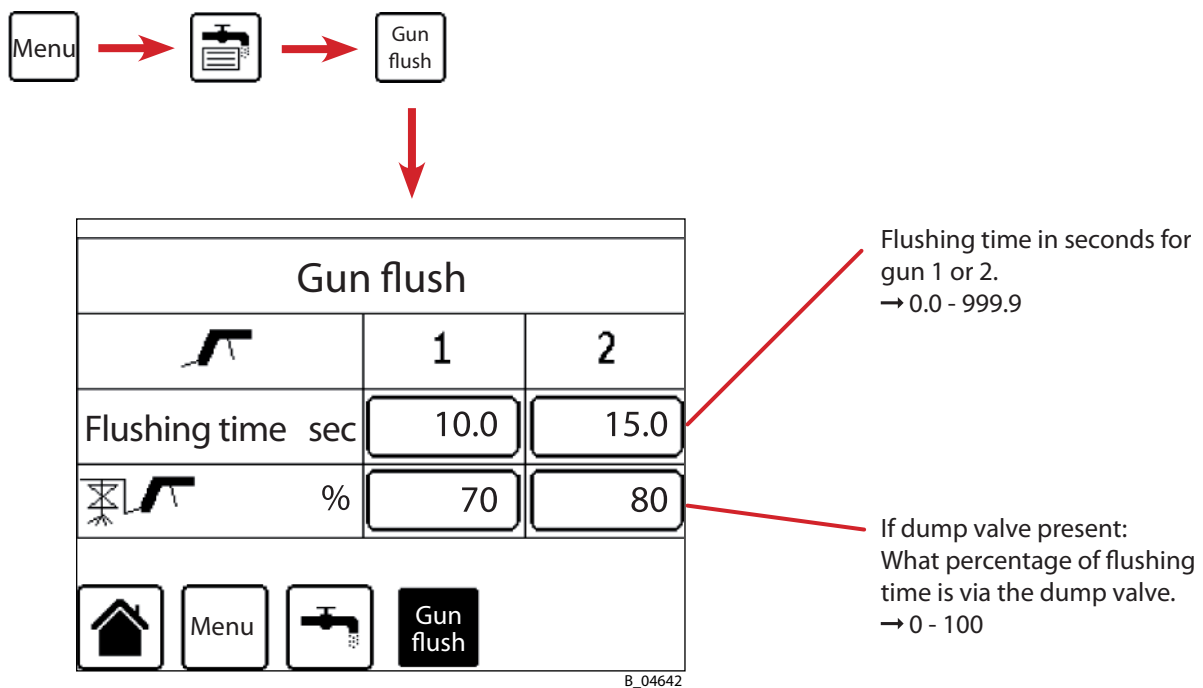 Menu
Gun
flush
Gun flush
1 2
Flushing time sec 10.0 15.0
% 70 80
Menu
Gun
flush
B_04642
Flushing time in seconds for
gun 1 or 2.
→ 0.0 - 999.9
If dump valve present:
What percentage of flushing
time is via the dump valve.
→ 0 - 100